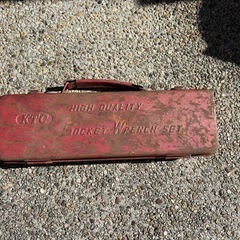 HIGH QUALITY
KTC
SOCKET WRENCH SET